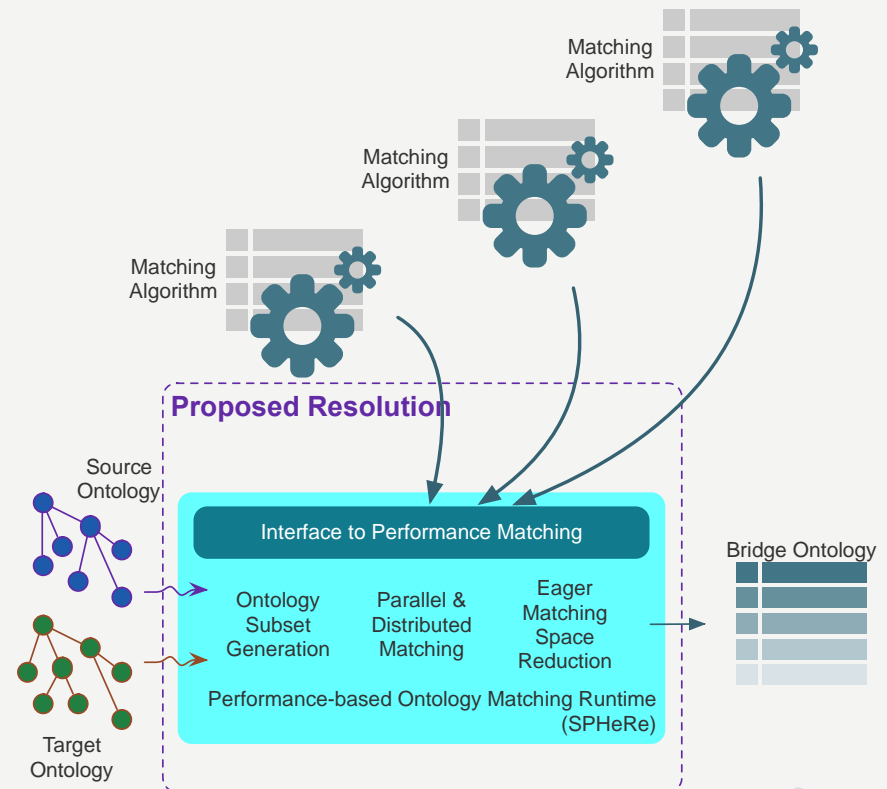 Matching
Algorithm
Matching
Algorithm
Matching
Algorithm
Proposed Resolution
Source
Ontology
Interface to Performance Matching
Bridge Ontology
Ontology
Subset
Generation
Parallel &
Distributed
Matching
Eager
Matching
Space
Reduction
Performance-based Ontology Matching Runtime
(SPHeRe)
Target
Ontology